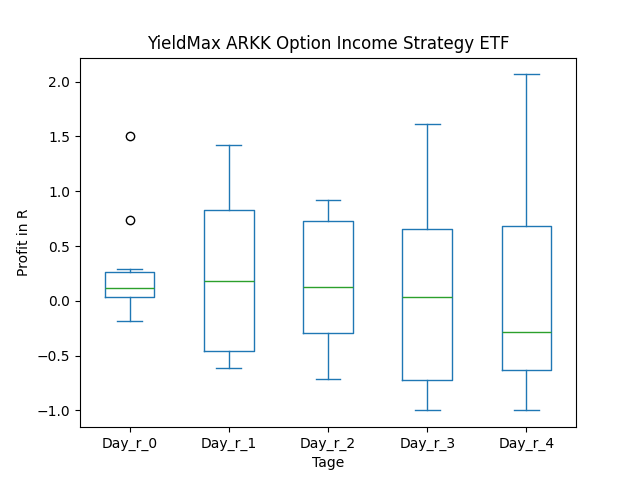 YieldMax ARKK Option Income Strategy ETF
Profit in R
2.0
1.5
1.0
0.5
0.0
−0.5
−1.0
Day_r_0 Day_r_1 Day_r_2 Day_r_3 Day_r_4
Tage